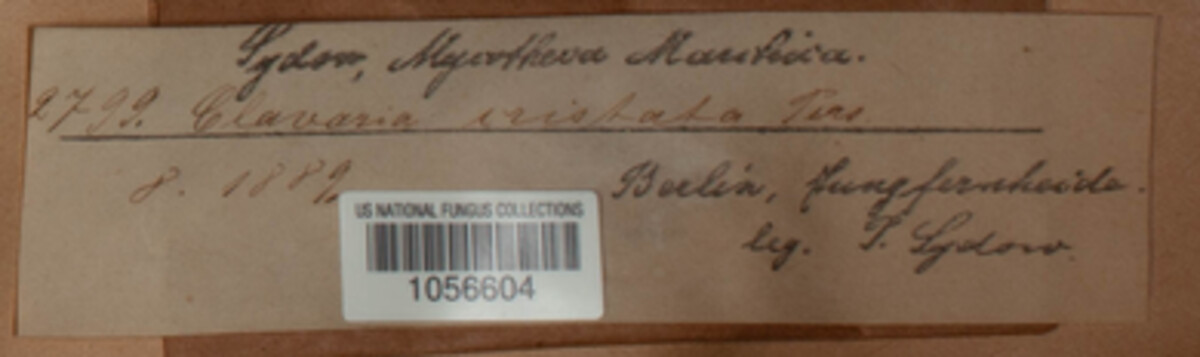 Sydow, Mycotheca Marchica.
2799. Clavaria cristata Pers.
8. 1889
Berlin, Jungfernheide.
leg. P. Sydow.
US NATIONAL FUNGUS COLLECTIONS
1056604